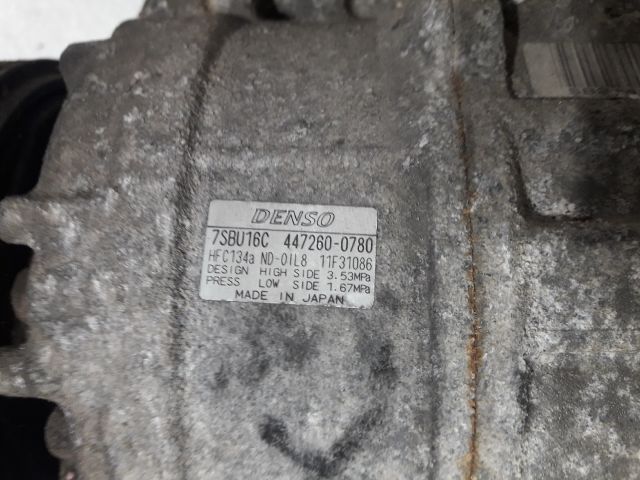 DENSO
7SBU16C 447260-0780
HFC134a ND-OIL8 11F31086
DESIGN HIGH SIDE 3.53MPa
PRESS LOW SIDE 1.67MPa
MADE IN JAPAN